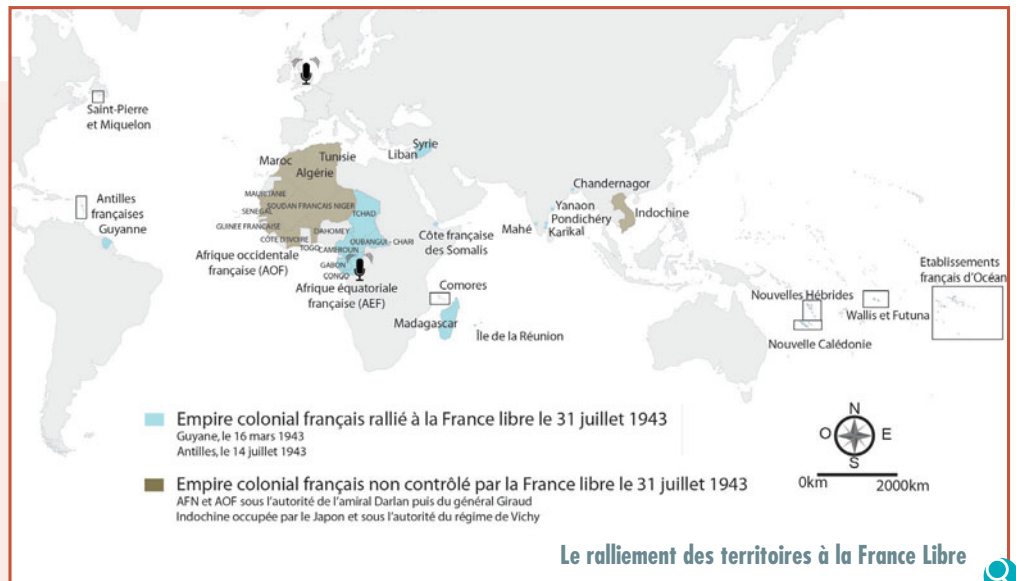 Saint-Pierre
et Miquelon
Antilles
françaises
Guyanne
Maroc
Tunisie
Algérie
Liban
Syrie
MAURETANIE
SENEGAL
SOUDAN FRANCAIS NIGER
TCHAD
GUINEE FRANCAISE
CÔTE D'IVOIRE
DAHOMEY
TOGO
CAMEROUN
OUBANGUI - CHARI
GABON
CONGO
Afrique occidentale
française (AOF)
Afrique équatoriale
française (AEF)
Côte française
des Somalis
Comores
Madagascar
Île de la Réunion
Chandernagor
Yanaon
Pondichéry
Karikal
Mahé
Indochine
Nouvelles Hébrides
Nouvelle Calédonie
Wallis et Futuna
Etablissements
français d'Océan
Empire colonial français rallié à la France libre le 31 juillet 1943
Guyane, le 16 mars 1943
Antilles, le 14 juillet 1943
Empire colonial français non contrôlé par la France libre le 31 juillet 1943
AFN et AOF sous l'autorité de l'amiral Darlan puis du général Giraud
Indochine occupée par le Japon et sous l'autorité du régime de Vichy
N
O
E
S
0km
2000km
Le ralliement des territoires à la France Libre